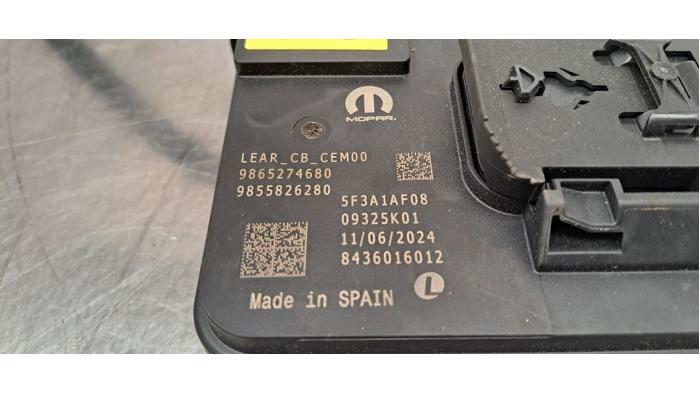 MOPAR.
LEAR_CB_CEM00
9865274680
9855826280
5F3A1AF08
09325K01
11/06/2024
8436016012
Made in SPAIN
L